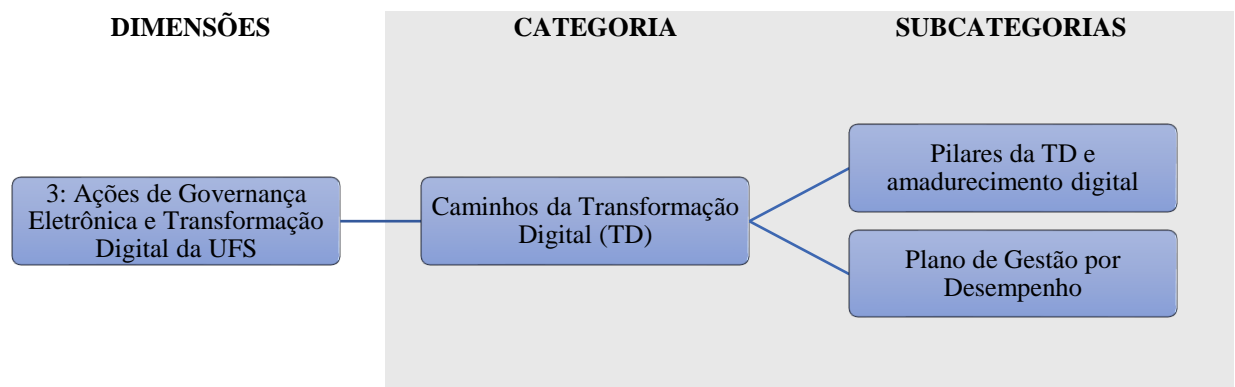 DIMENSÕES
CATEGORIA
SUBCATEGORIAS
3: Ações de Governança
Eletrônica e Transformação
Digital da UFS
Caminhos da Transformação
Digital (TD)
Pilares da TD e
amadurecimento digital
Plano de Gestão por
Desempenho